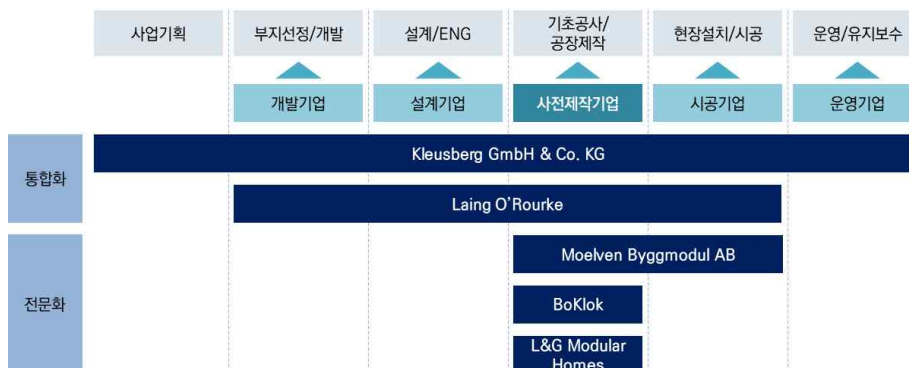 사업기획
부지선정/개발
설계/ENG
기초공사/
공장제작
현장설치/시공
운영/유지보수
개발기업
설계기업
사전제작기업
시공기업
운영기업
통합화
Kleusberg GmbH & Co. KG
Laing O'Rourke
전문화
Moelven Byggmodul AB
BoKlok
L&G Modular
Homes